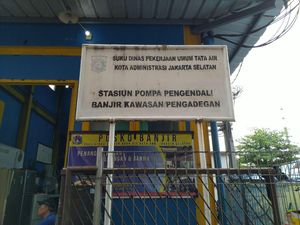 SUKU DINAS PEKERJAAN UMUM TATA AIR
KOTA ADMINISTRASI JAKARTA SELATAN
STASIUN POMPA PENGENDALI
BANJIR KAWASAN PENGADEGAN
POSKO BANJIR